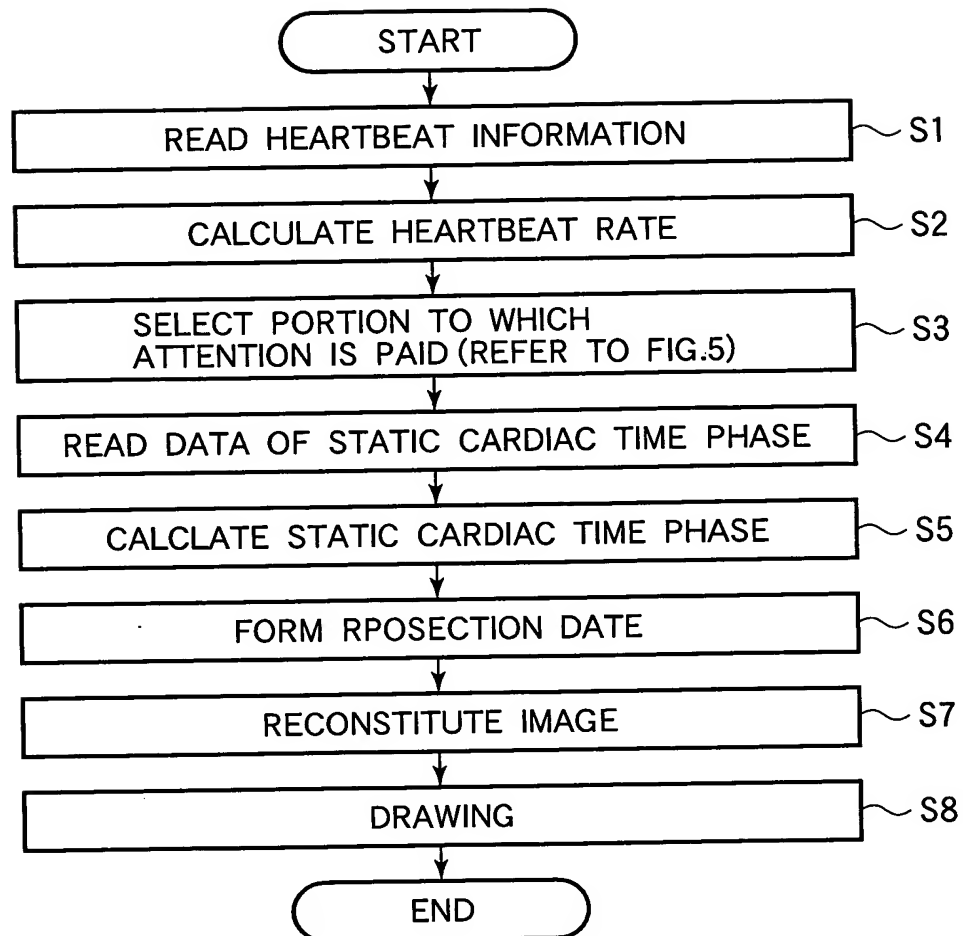 START
READ HEARTBEAT INFORMATION
S1
CALCULATE HEARTBEAT RATE
S2
SELECT PORTION TO WHICH
ATTENTION IS PAID (REFER TO FIG.5)
S3
READ DATA OF STATIC CARDIAC TIME PHASE
S4
CALCLATE STATIC CARDIAC TIME PHASE
S5
FORM RPOSECTION DATE
S6
RECONSTITUTE IMAGE
S7
DRAWING
S8
END